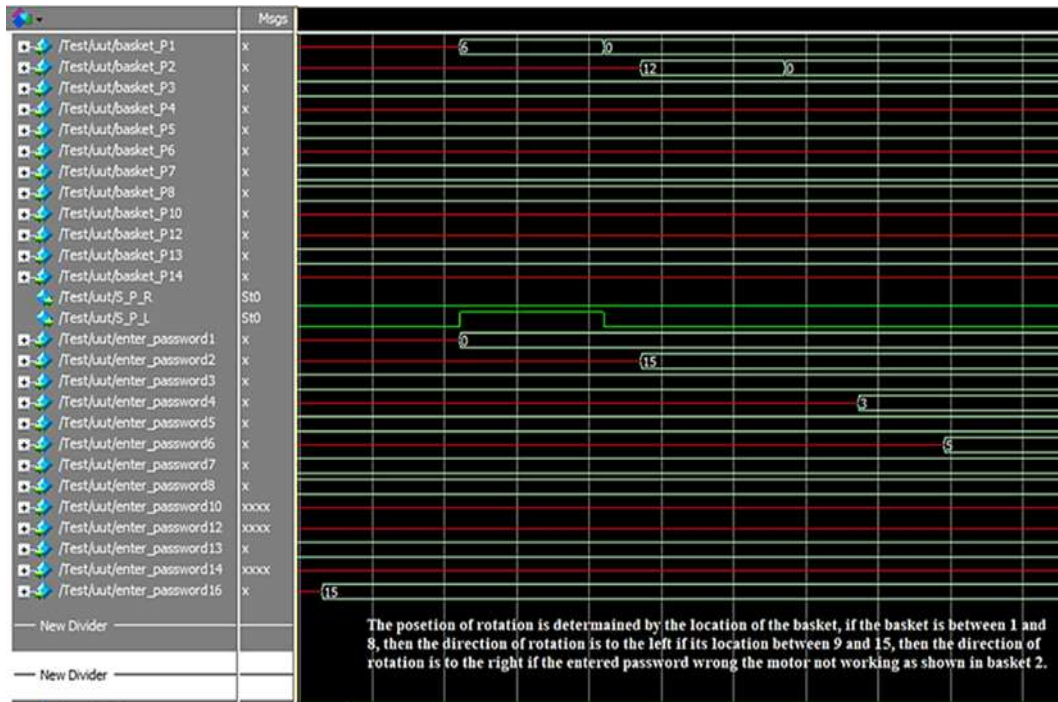 Msgs
/Test/uut/basket_P1 x 6 0
/Test/uut/basket_P2 x 12 0
/Test/uut/basket_P3 x
/Test/uut/basket_P4 x
/Test/uut/basket_P5 x
/Test/uut/basket_P6 x
/Test/uut/basket_P7 x
/Test/uut/basket_P8 x
/Test/uut/basket_P10 x
/Test/uut/basket_P12 x
/Test/uut/basket_P13 x
/Test/uut/basket_P14 x
/Test/uut/S_P_R St0
/Test/uut/S_P_L St0
/Test/uut/enter_password1 x 0
/Test/uut/enter_password2 x 15
/Test/uut/enter_password3 x
/Test/uut/enter_password4 x 3
/Test/uut/enter_password5 x
/Test/uut/enter_password6 x 5
/Test/uut/enter_password7 x
/Test/uut/enter_password8 x
/Test/uut/enter_password10 xxxx
/Test/uut/enter_password12 xxxx
/Test/uut/enter_password13 x
/Test/uut/enter_password14 xxxx
/Test/uut/enter_password16 x 15
New Divider
The posetion of rotation is determained by the location of the basket, if the basket is between 1 and
8, then the direction of rotation is to the left if its location between 9 and 15, then the direction of
rotation is to the right if the entered password wrong the motor not working as shown in basket 2.
New Divider